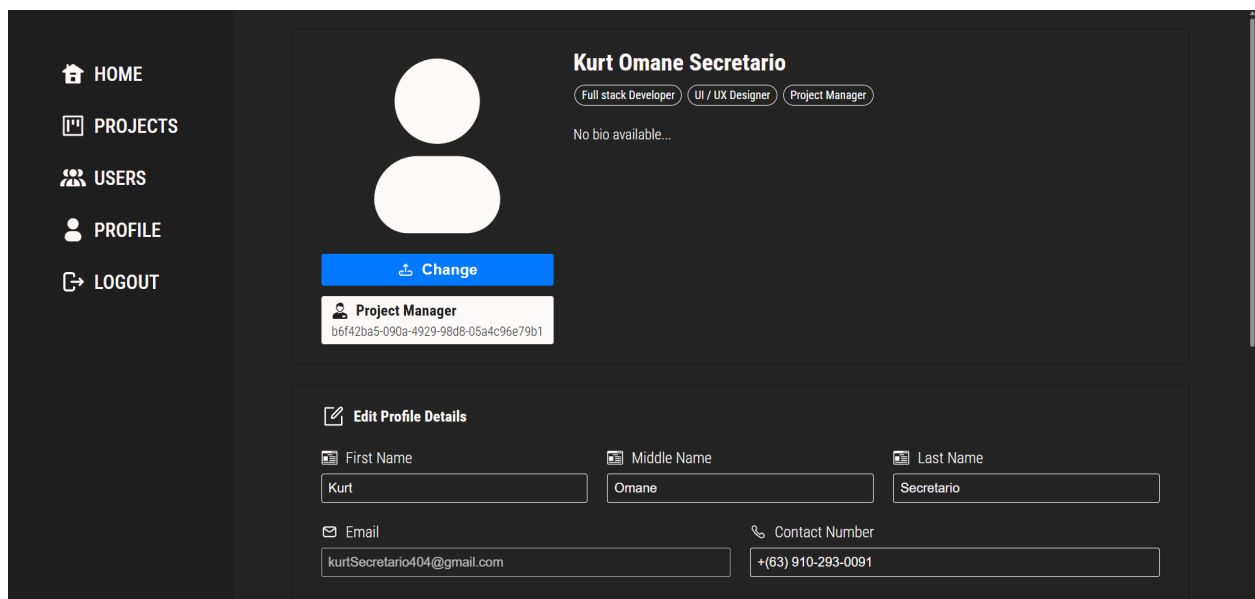 HOME
PROJECTS
USERS
PROFILE
LOGOUT
Kurt Omane Secretario
Full stack Developer UI / UX Designer Project Manager
No bio available...
Change
Project Manager
b6f42ba5-090a-4929-98d8-05a4c96e79b1
Edit Profile Details
First Name Middle Name Last Name
Kurt Omane Secretario
Email Contact Number
kurtSecretario404@gmail.com +(63) 910-293-0091